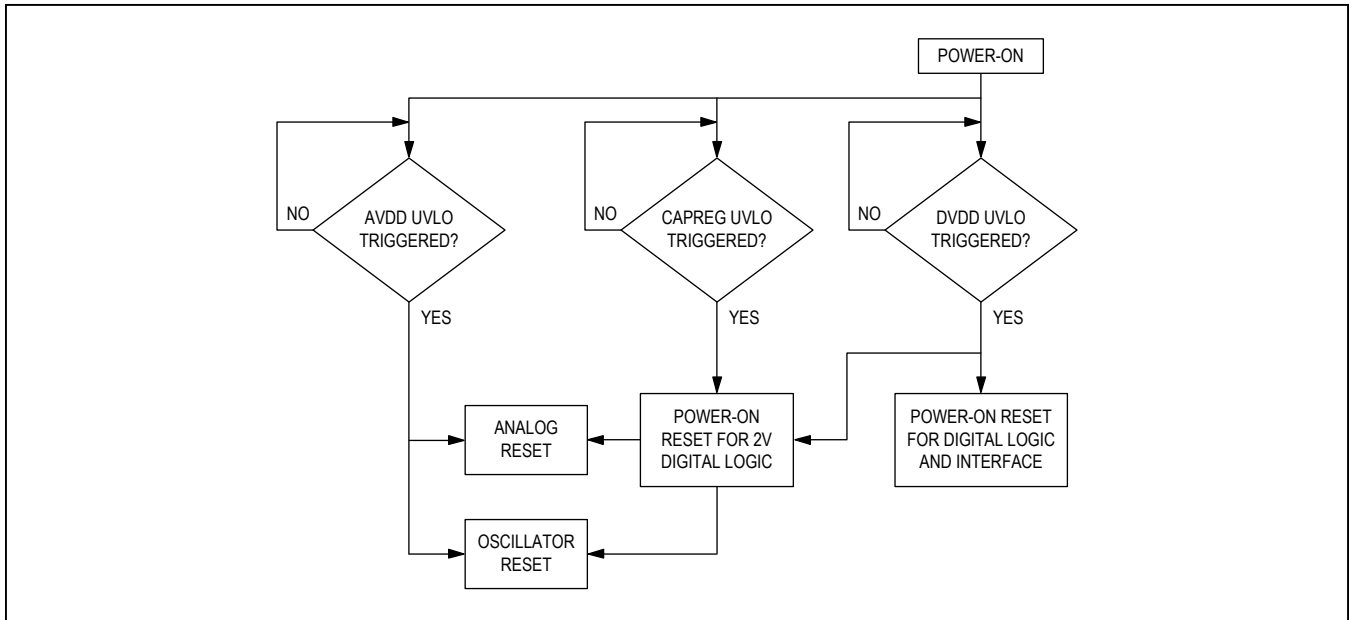 POWER-ON
NO
AVDD UVLO
TRIGGERED?
YES
NO
CAPREG UVLO
TRIGGERED?
YES
NO
DVDD UVLO
TRIGGERED?
YES
ANALOG
RESET
POWER-ON
RESET FOR 2V
DIGITAL LOGIC
POWER-ON RESET
FOR DIGITAL LOGIC
AND INTERFACE
OSCILLATOR
RESET